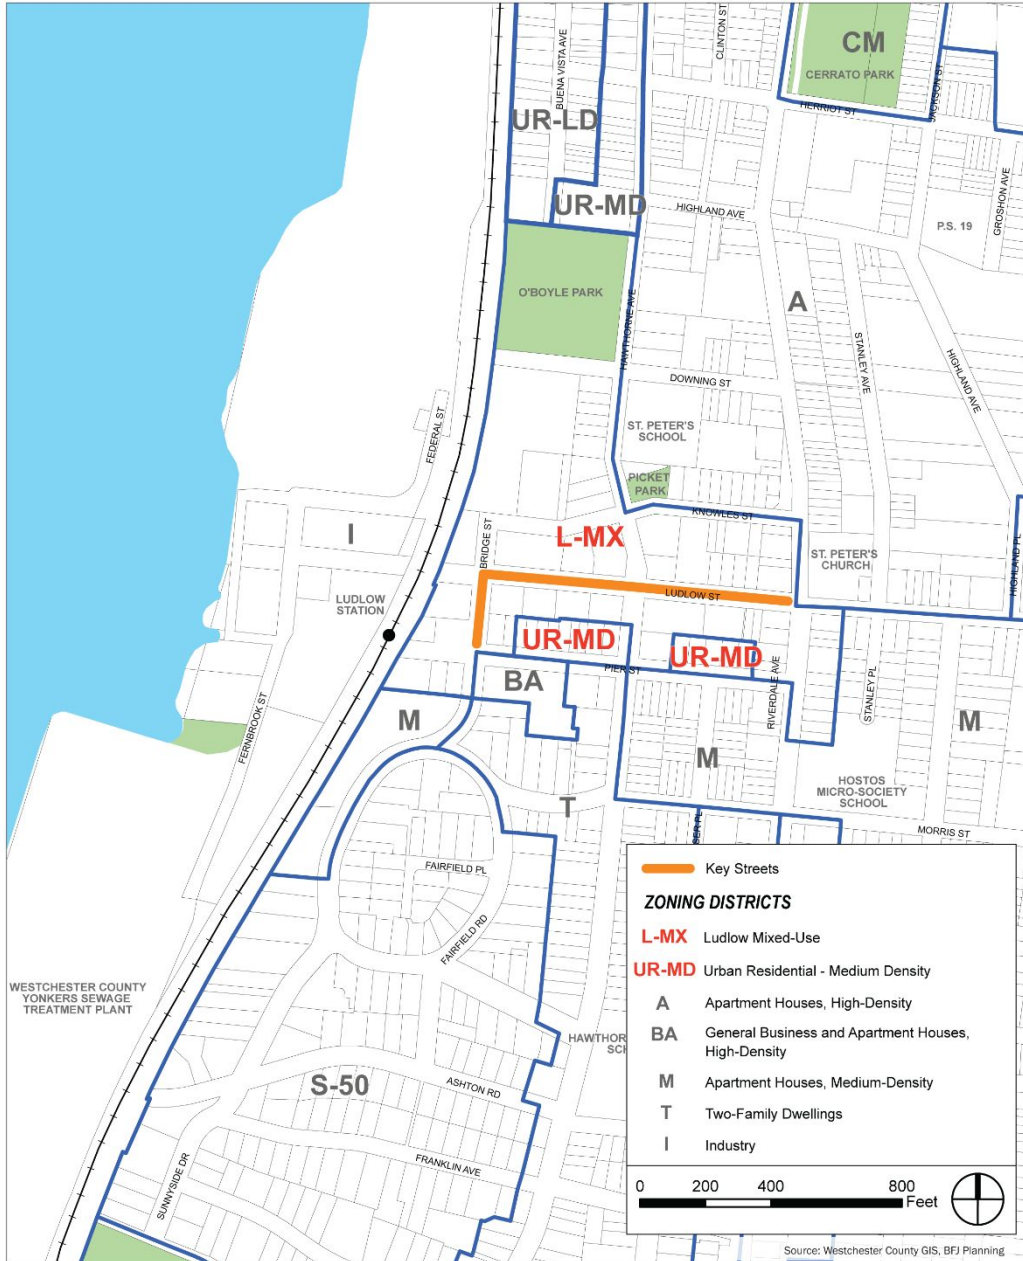 CLINTON ST
BUENA VISTA AVE
CM
CERRATO PARK
JACKSON ST
HERRIOT ST
UR-LD
UR-MD
HIGHLAND AVE
GROSHON AVE
P.S. 19
O'BOYLE PARK
HAWTHORNE AVE
A
STANLEY AVE
HIGHLAND AVE
DOWNING ST
FEDERAL ST
ST. PETER'S
SCHOOL
PICKET
PARK
KNOWLES ST
I
BRIDGE ST
L-MX
ST. PETER'S
CHURCH
HIGHLAND PL
LUDLOW
STATION
LUDLOW ST
UR-MD
UR-MD
PIER ST
BA
RIVERDALE AVE
STANLEY PL
FERNBROOK ST
M
M
M
HOSTOS
MICRO-SOCIETY
SCHOOL
T
MORRIS ST
SER PL
FAIRFIELD PL
FAIRFIELD RD
WESTCHESTER COUNTY
YONKERS SEWAGE
TREATMENT PLANT
HAWTHOR
SCH
S-50
ASHTON RD
FRANKLIN AVE
SUNNYSIDE DR
Key Streets
ZONING DISTRICTS
L-MX Ludlow Mixed-Use
UR-MD Urban Residential - Medium Density
A Apartment Houses, High-Density
BA General Business and Apartment Houses,
High-Density
M Apartment Houses, Medium-Density
T Two-Family Dwellings
I Industry
0 200 400 800
Feet
Source: Westchester County GIS, BFJ Planning